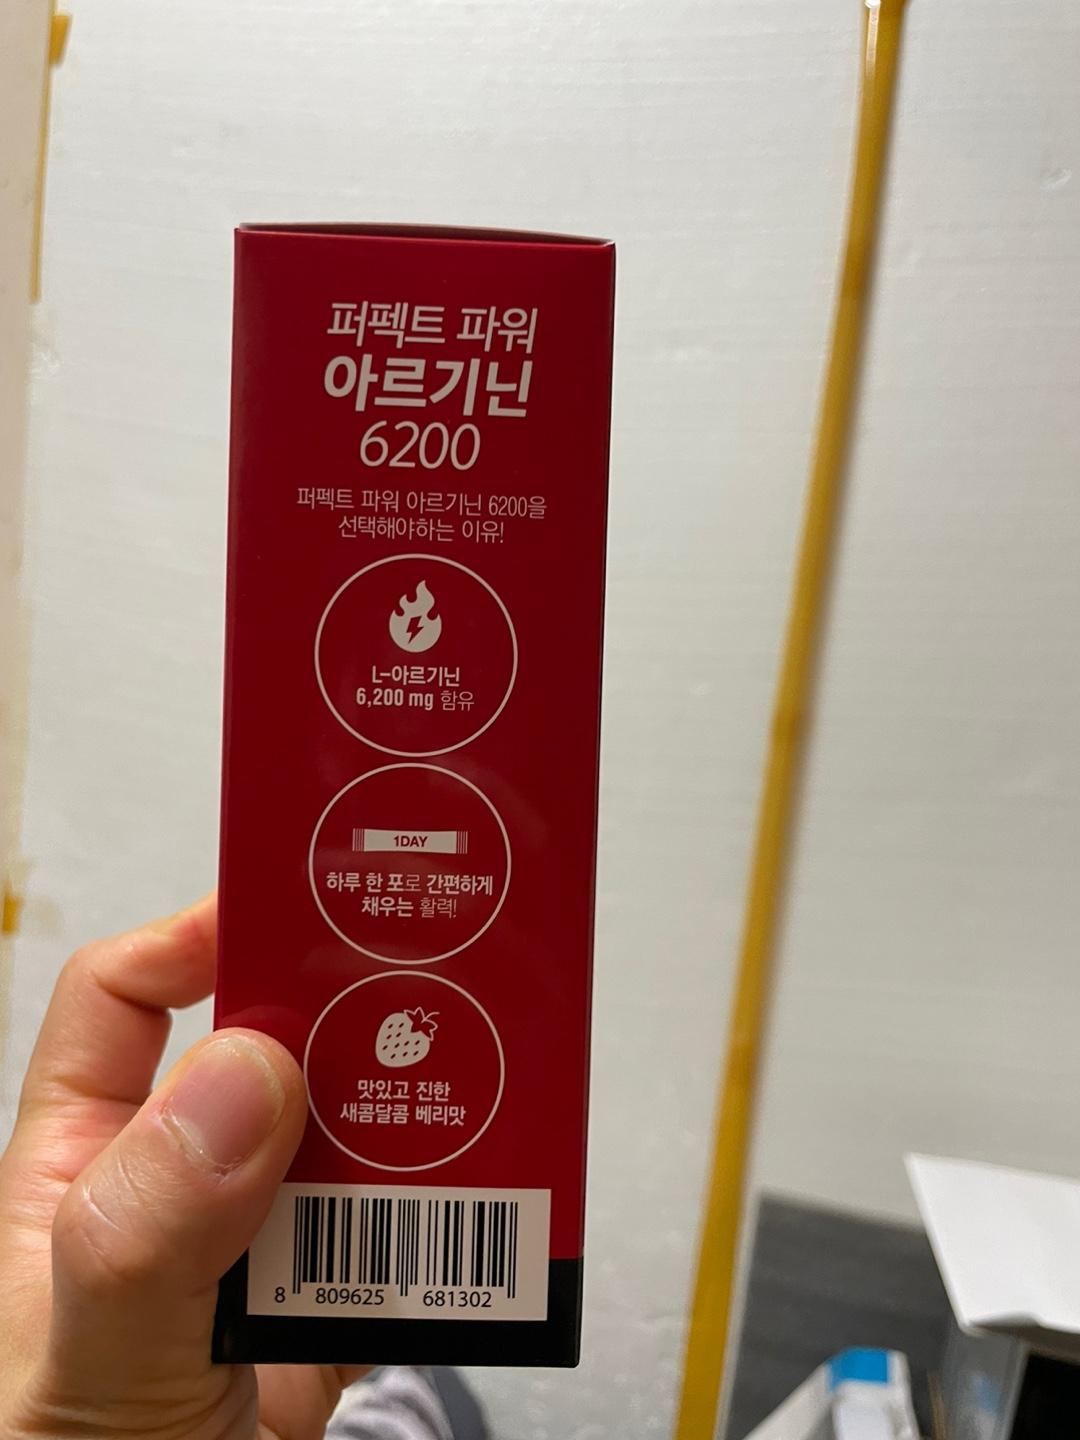 퍼펙트 파워
아르기닌
6200
퍼펙트 파워 아르기닌 6200을
선택해야하는 이유!
L-아르기닌
6,200 mg 함유
1DAY
하루 한 포로 간편하게
채우는 활력!
맛있고 진한
새콤달콤 베리맛
8 809625 681302